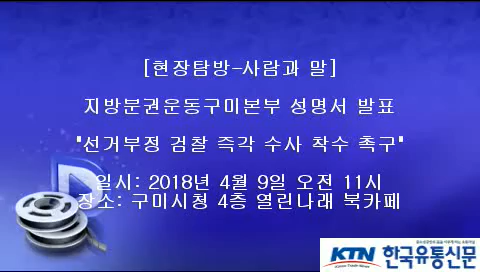 [현장탐방-사람과 말]
지방분권운동구미본부 성명서 발표
"선거부정 검찰 즉각 수사 착수 촉구"
일시: 2018년 4월 9일 오전 11시
장소: 구미시청 4층 열린나래 북카페
KTN 한국유통신문